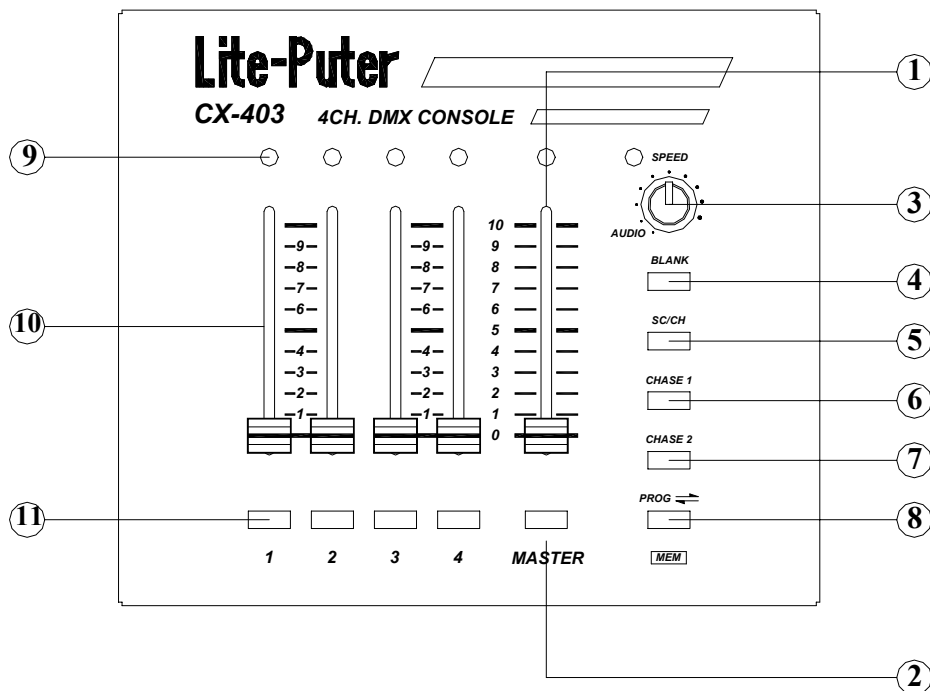 Lite-Puter
1
CX-403 4CH. DMX CONSOLE
9
SPEED
3
AUDIO
10
9 9 9
8 8 8
7 7 7
6 6 6
5
4 4 4
3 3 3
2 2 2
1 1 1
0
BLANK
4
10
SC/CH
5
CHASE 1
6
CHASE 2
7
PROG
11
8
1 2 3 4 MASTER MEM
2